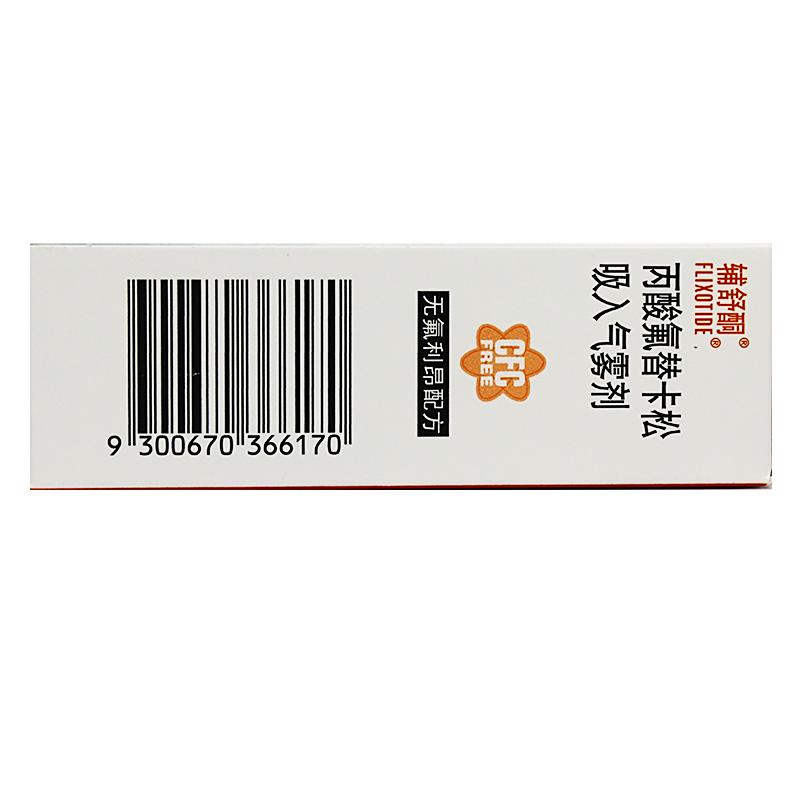 辅舒酮®
FLIXOTIDE®,
丙酸氟替卡松
吸入气雾剂
CFC
FREE
无氟利昂配方
9 300670 366170